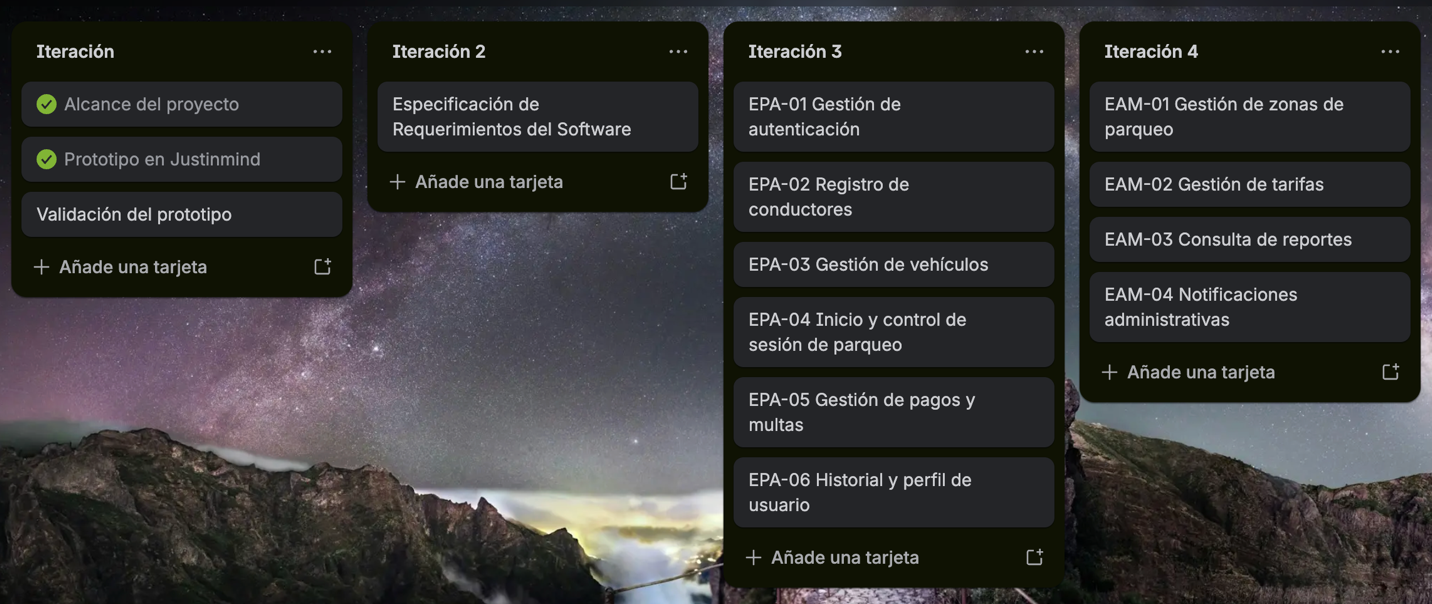 Iteración
Alcance del proyecto
Prototipo en Justinmind
Validación del prototipo
Añade una tarjeta
Iteración 2
Especificación de
Requerimientos del Software
Añade una tarjeta
Iteración 3
EPA-01 Gestión de
autenticación
EPA-02 Registro de
conductores
EPA-03 Gestión de vehículos
EPA-04 Inicio y control de
sesión de parqueo
EPA-05 Gestión de pagos y
multas
EPA-06 Historial y perfil de
usuario
Añade una tarjeta
Iteración 4
EAM-01 Gestión de zonas de
parqueo
EAM-02 Gestión de tarifas
EAM-03 Consulta de reportes
EAM-04 Notificaciones
administrativas
Añade una tarjeta